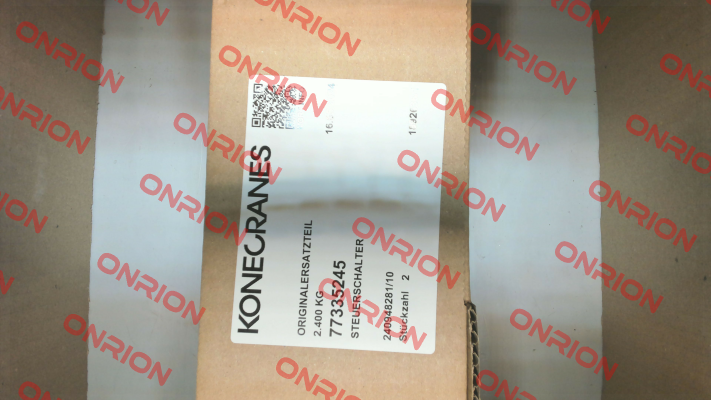 KONECRANES
ORIGINALERSATZTEIL
2.400 KG
77335245
STEUERSCHALTER
240948281/10
Stückzahl 2
ONRION